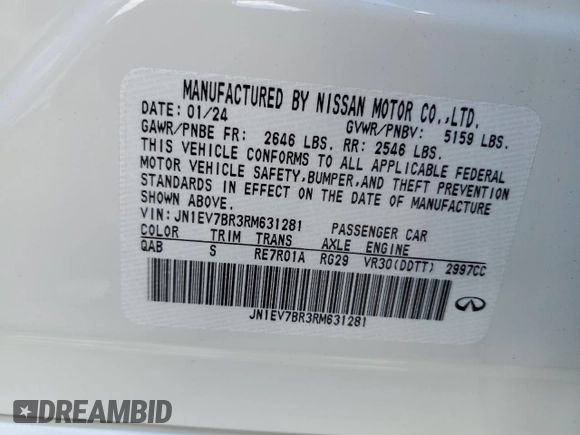 MANUFACTURED BY NISSAN MOTOR CO.,LTD.
DATE: 01/24 GVWR/PNBV: 5159 LBS.
GAWR/PNBE FR: 2646 LBS. RR: 2546 LBS.
THIS VEHICLE CONFORMS TO ALL APPLICABLE FEDERAL
MOTOR VEHICLE SAFETY,BUMPER,AND THEFT PREVENTION
STANDARDS IN EFFECT ON THE DATE OF MANUFACTURE
SHOWN ABOVE.
VIN: JN1EV7BR3RM631281 PASSENGER CAR
COLOR TRIM TRANS AXLE ENGINE
QAB S RE7R01A RG29 VR30(DDTT) 2997CC
JN1EV7BR3RM631281
DREAMBID